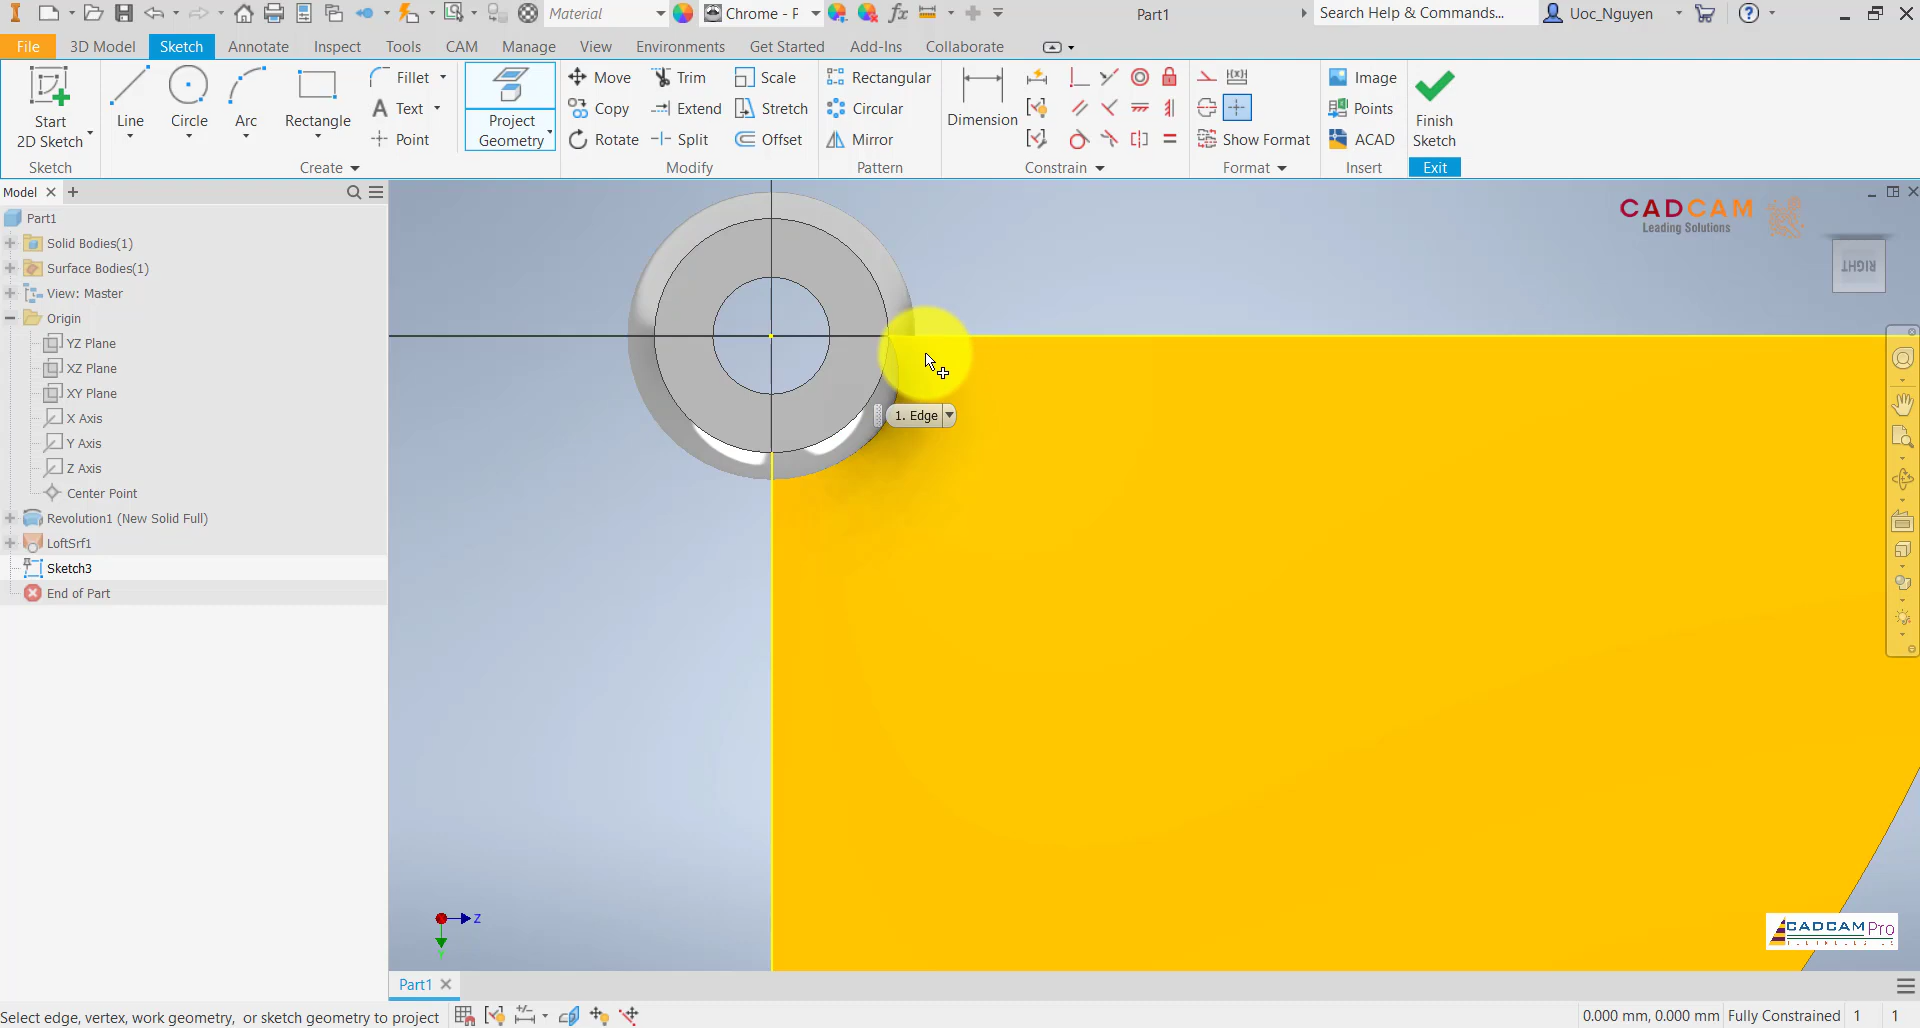 Material
Chrome - F
Part1
Search Help & Commands...
Uoc_Nguyen
File
3D Model
Sketch
Annotate
Inspect
Tools
CAM
Manage
View
Environments
Get Started
Add-Ins
Collaborate
Start
2D Sketch
Line
Circle
Arc
Rectangle
Fillet
Text
Point
Project
Geometry
Move
Copy
Rotate
Trim
Extend
Split
Scale
Stretch
Offset
Rectangular
Circular
Mirror
Dimension
Show Format
Image
Points
ACAD
Finish
Sketch
Sketch
Create
Modify
Pattern
Constrain
Format
Insert
Exit
Model
Part1
Solid Bodies(1)
Surface Bodies(1)
View: Master
Origin
YZ Plane
XZ Plane
XY Plane
X Axis
Y Axis
Z Axis
Center Point
Revolution1 (New Solid Full)
LoftSrf1
Sketch3
End of Part
CADCAM
Leading Solutions
RIGHT
1. Edge
Z
Y
CADCAM Pro
Part1
Select edge, vertex, work geometry, or sketch geometry to project
0.000 mm, 0.000 mm
Fully Constrained
1
1